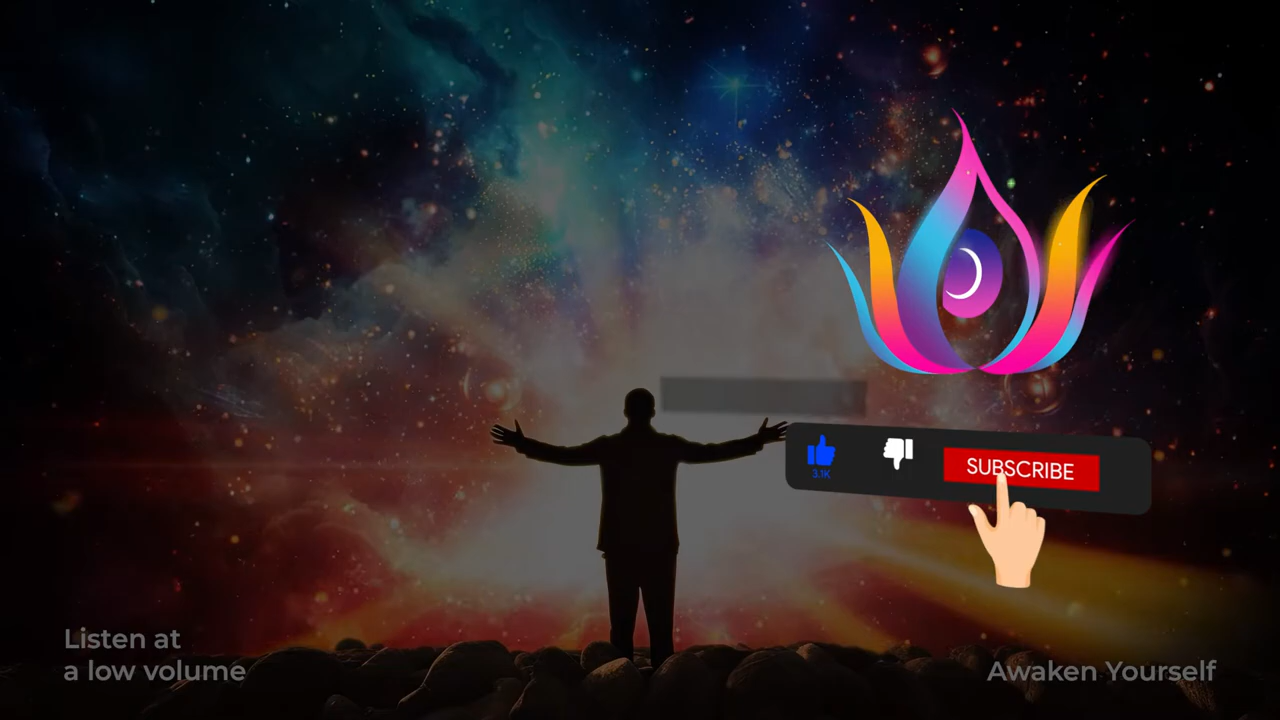 3.1K
SUBSCRIBE
Listen at
a low volume
Awaken Yourself